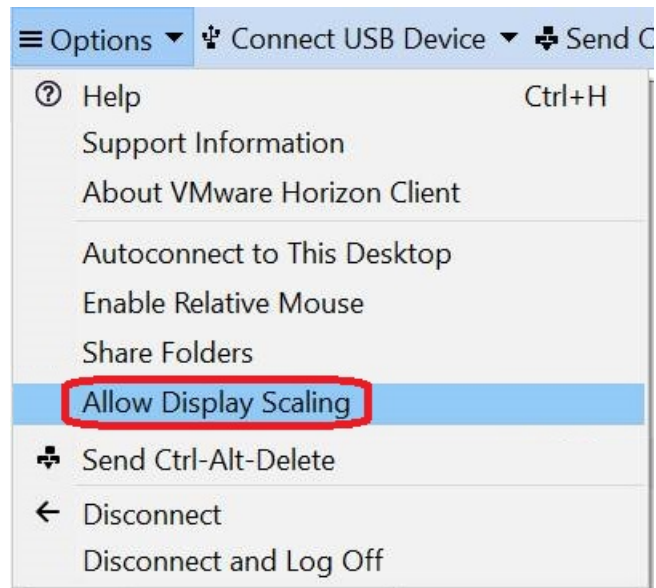 Options Connect USB Device Send C
Help Ctrl+H
Support Information
About VMware Horizon Client
Autoconnect to This Desktop
Enable Relative Mouse
Share Folders
Allow Display Scaling
Send Ctrl-Alt-Delete
Disconnect
Disconnect and Log Off